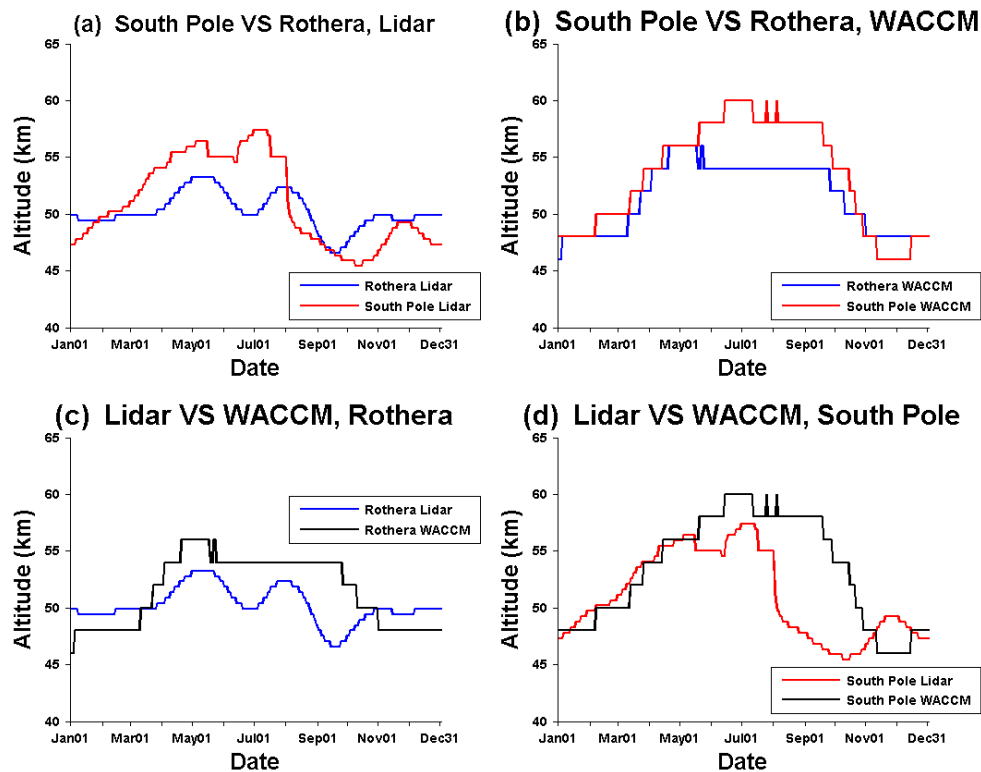 (a) South Pole VS Rothera, Lidar
65
60
55
50
45
40
Altitude (km)
Jan01 Mar01 May01 Jul01 Sep01 Nov01 Dec31
Date
Rothera Lidar
South Pole Lidar
(b) South Pole VS Rothera, WACCM
65
60
55
50
45
40
Altitude (km)
Jan01 Mar01 May01 Jul01 Sep01 Nov01 Dec31
Date
Rothera WACCM
South Pole WACCM
(c) Lidar VS WACCM, Rothera
65
60
55
50
45
40
Altitude (km)
Jan01 Mar01 May01 Jul01 Sep01 Nov01 Dec31
Date
Rothera Lidar
Rothera WACCM
(d) Lidar VS WACCM, South Pole
65
60
55
50
45
40
Altitude (km)
Jan01 Mar01 May01 Jul01 Sep01 Nov01 Dec31
Date
South Pole Lidar
South Pole WACCM